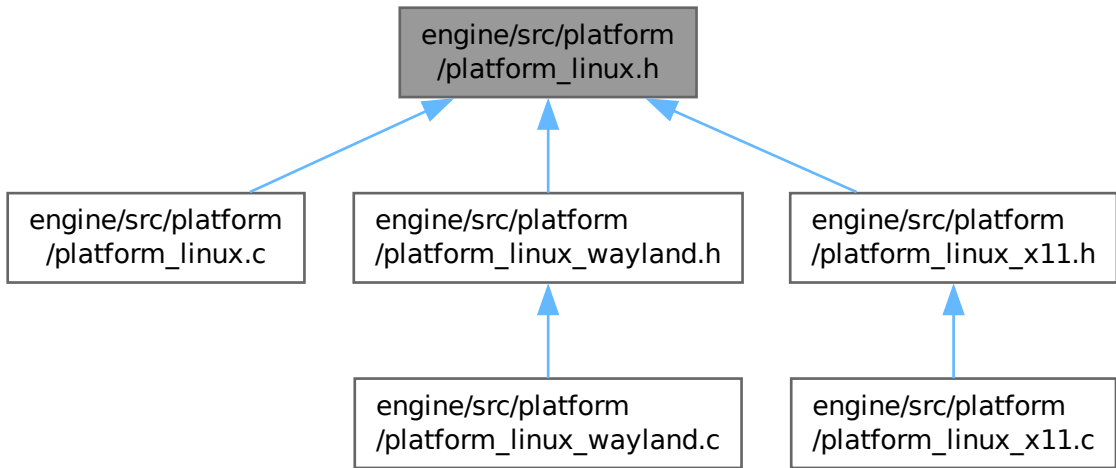 engine/src/platform
/platform_linux.h
engine/src/platform
/platform_linux.c
engine/src/platform
/platform_linux_wayland.h
engine/src/platform
/platform_linux_x11.h
engine/src/platform
/platform_linux_wayland.c
engine/src/platform
/platform_linux_x11.c